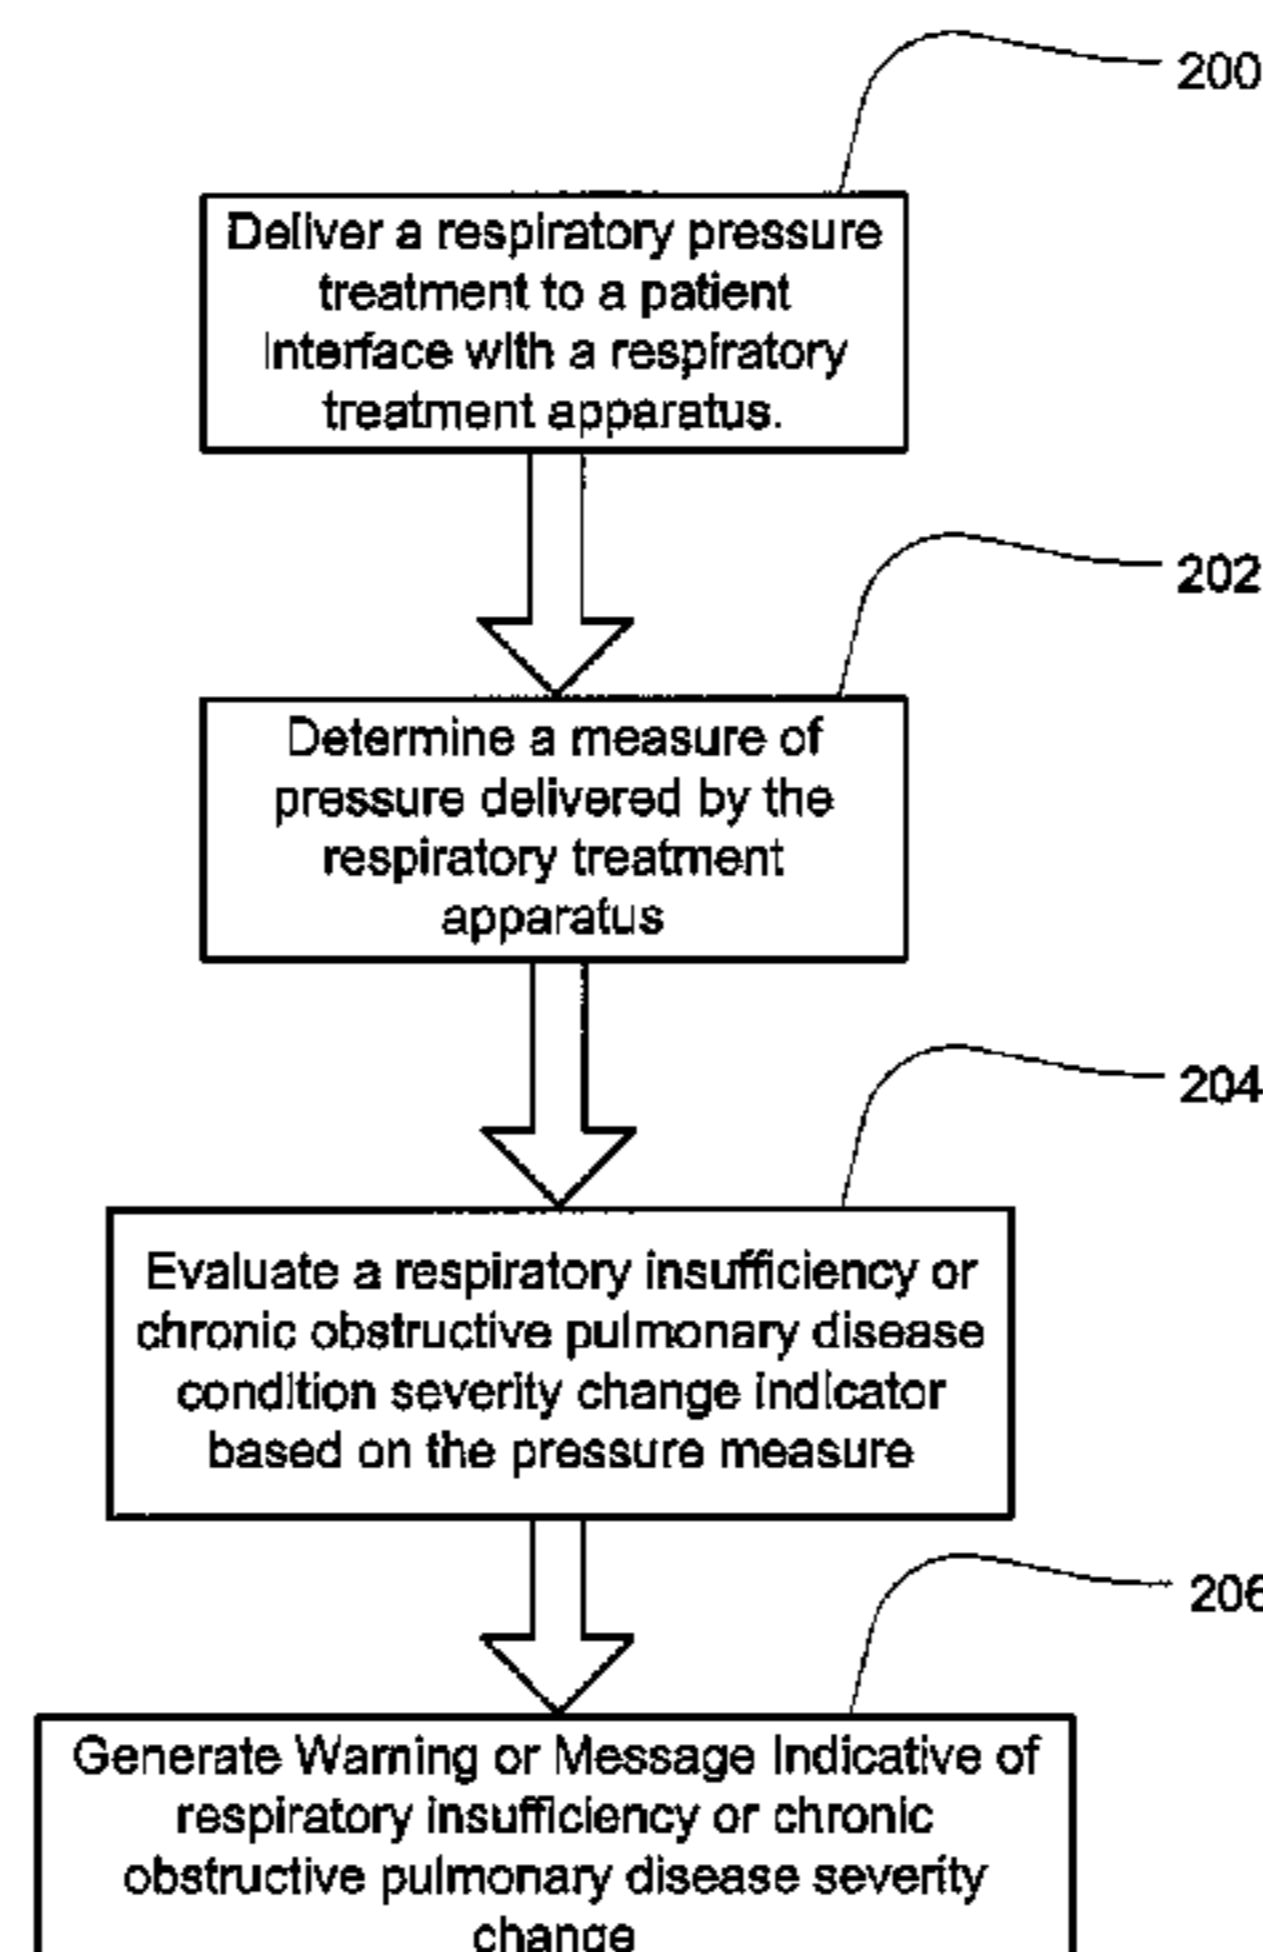 200
Deliver a respiratory pressure
treatment to a patient
interface with a respiratory
treatment apparatus.
202
Determine a measure of
pressure delivered by the
respiratory treatment
apparatus
204
Evaluate a respiratory insufficiency or
chronic obstructive pulmonary disease
condition severity change indicator
based on the pressure measure
206
Generate Warning or Message Indicative of
respiratory insufficiency or chronic
obstructive pulmonary disease severity
change